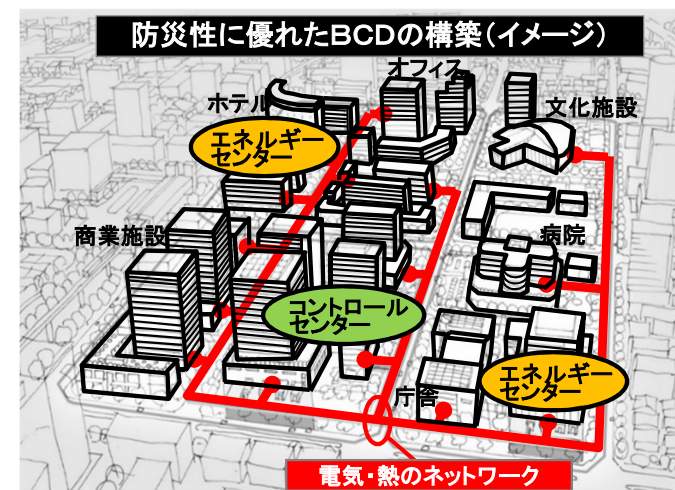 防災性に優れたBCDの構築(イメージ)
オフィス
ホテル
文化施設
エネルギー
センター
商業施設
病院
コントロール
センター
エネルギー
センター
庁舎
電気・熱のネットワーク